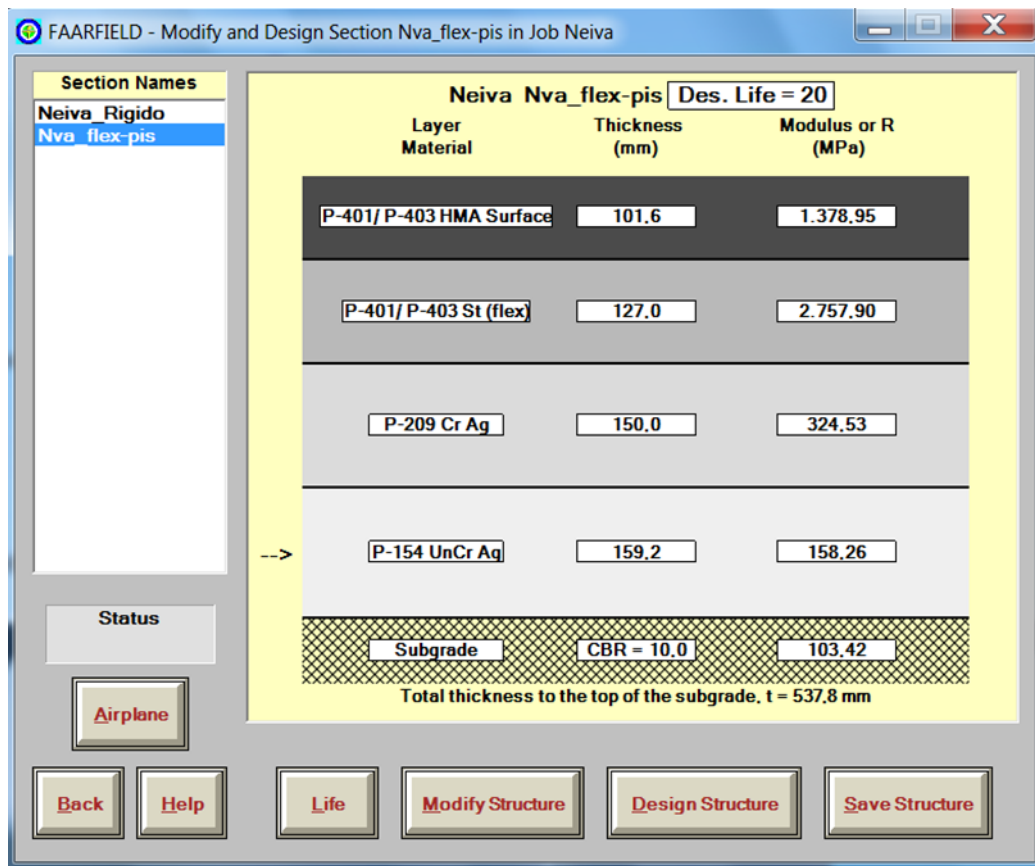 FAARFIELD - Modify and Design Section Nva_flex-pis in Job Neiva
Section Names
Neiva_Rigido
Nva_flex-pis
Status
Airplane
Back Help
Neiva Nva_flex-pis Des. Life = 20
Layer Material Thickness (mm) Modulus or R (MPa)
P-401/ P-403 HMA Surface 101.6 1.378.95
P-401/ P-403 St (flex) 127.0 2.757.90
P-209 Cr Ag 150.0 324.53
--> P-154 UnCr Ag 159.2 158.26
Subgrade CBR = 10.0 103.42
Total thickness to the top of the subgrade. t = 537.8 mm
Life Modify Structure Design Structure Save Structure